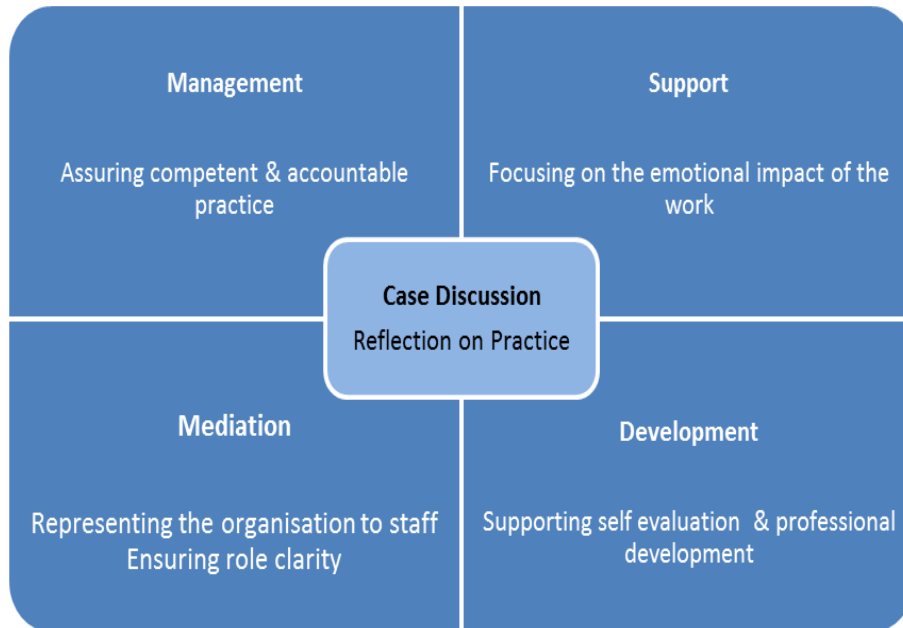 Management
Assuring competent & accountable
practice
Support
Focusing on the emotional impact of the
work
Case Discussion
Reflection on Practice
Mediation
Representing the organisation to staff
Ensuring role clarity
Development
Supporting self evaluation & professional
development